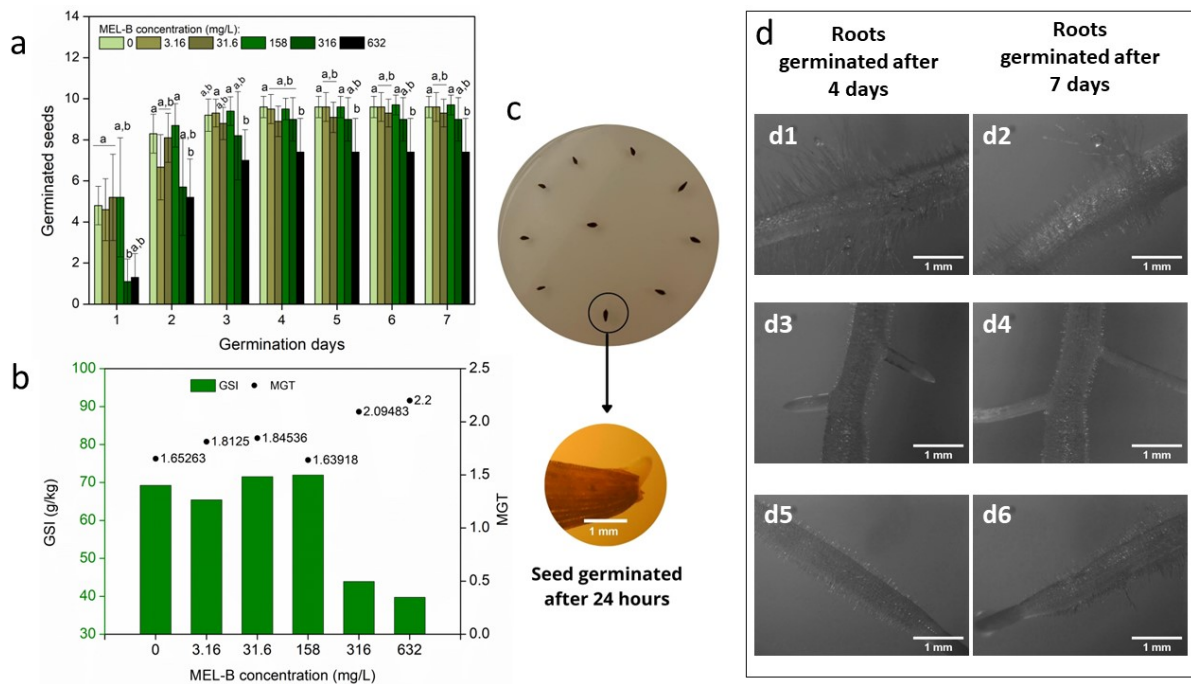 a
MEL-B concentration (mg/L):
0 3.16 31.6 158 316 632
14
12
10
8
6
4
2
0
Germinated seeds
a a,b
a a,b a a,b b
a,b a a,b a a,b b
a a,b b
a a,b a a,b b
a a,b a a,b b
a a,b a a,b b
b a,b
1 2 3 4 5 6 7
Germination days
b
GSI MGT
100
90
80
70
60
50
40
30
GSI (g/kg)
2.5
2.0
1.5
1.0
0.5
0.0
MGT
1.65263
1.8125
1.84536
1.63918
2.09483
2.2
0 3.16 31.6 158 316 632
MEL-B concentration (mg/L)
c
1 mm
Seed germinated
after 24 hours
d
Roots
germinated after
4 days
Roots
germinated after
7 days
d1
1 mm
d2
1 mm
d3
1 mm
d4
1 mm
d5
1 mm
d6
1 mm